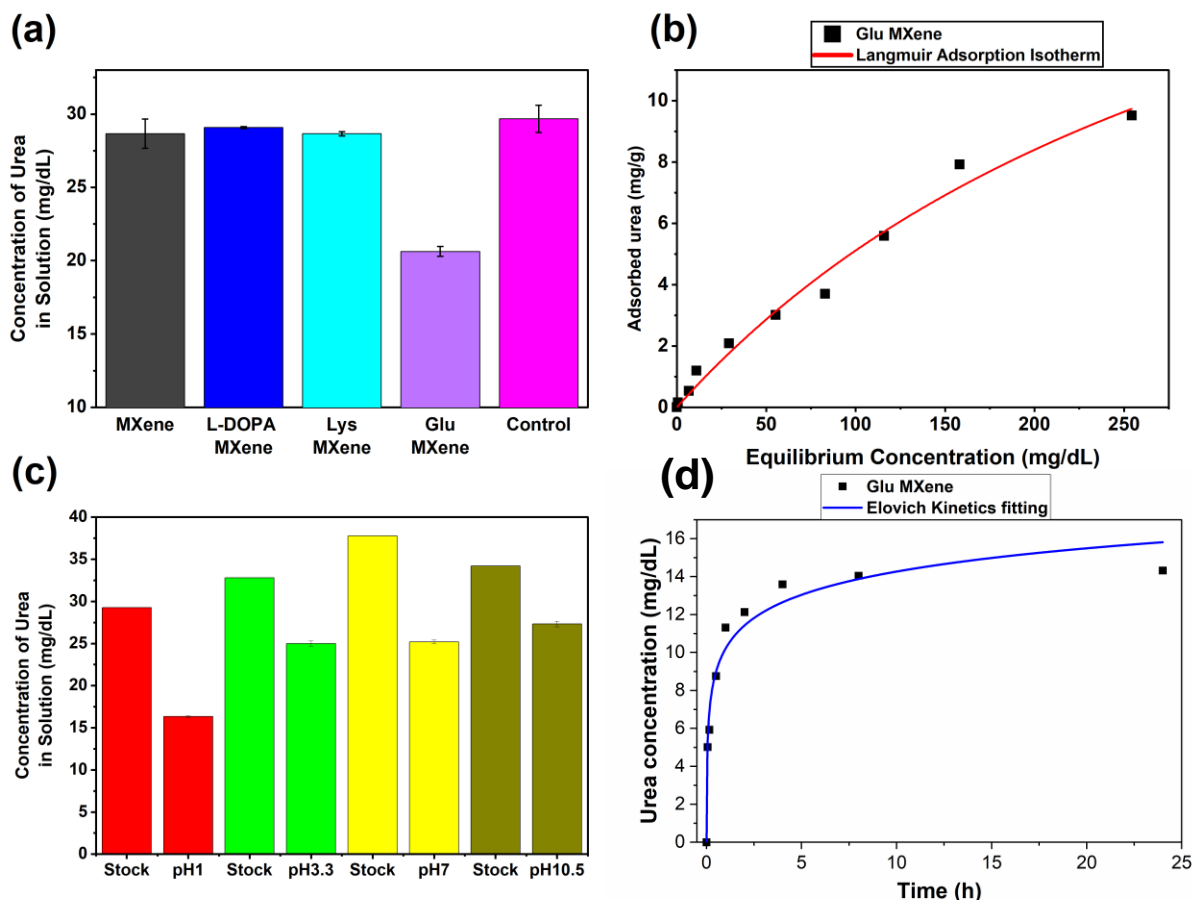 (a)
Concentration of Urea
in Solution (mg/dL)
30
25
20
15
10
MXene
L-DOPA
MXene
Lys
MXene
Glu
MXene
Control
(b)
Glu MXene
Langmuir Adsorption Isotherm
Adsorbed urea (mg/g)
10
8
6
4
2
0
0
50
100
150
200
250
Equilibrium Concentration (mg/dL)
(c)
Concentration of Urea
in Solution (mg/dL)
40
35
30
25
20
15
10
5
0
Stock
pH1
Stock
pH3.3
Stock
pH7
Stock
pH10.5
(d)
Glu MXene
Elovich Kinetics fitting
Urea concentration (mg/dL)
16
14
12
10
8
6
4
2
0
0
5
10
15
20
25
Time (h)